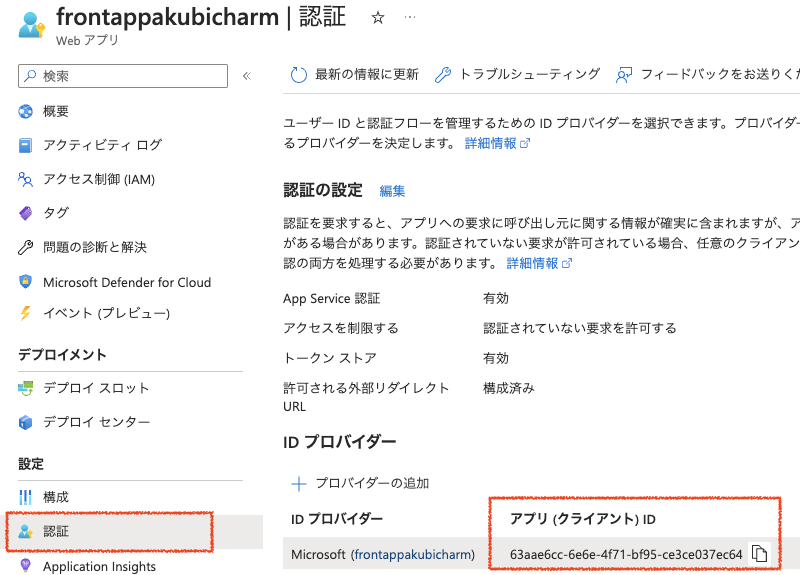 frontappakubicharm | 認証
Web アプリ
検索
概要
アクティビティ ログ
アクセス制御 (IAM)
タグ
問題の診断と解決
Microsoft Defender for Cloud
イベント (プレビュー)
デプロイメント
デプロイ スロット
デプロイ センター
設定
構成
認証
Application Insights
最新の情報に更新
トラブルシューティング
フィードバックをお送りくだ
ユーザー ID と認証フローを管理するための ID プロバイダーを選択できます。プロバイダー
るプロバイダーを決定します。 詳細情報
認証の設定 編集
認証を要求すると、アプリへの要求に呼び出し元に関する情報が確実に含まれますが、ア
がある場合があります。認証されていない要求が許可されている場合、任意のクライアン
認の両方を処理する必要があります。 詳細情報
App Service 認証 有効
アクセスを制限する 認証されていない要求を許可する
トークン ストア 有効
許可される外部リダイレクト 構成済み
URL
ID プロバイダー
プロバイダーの追加
ID プロバイダー アプリ (クライアント) ID
Microsoft (frontappakubicharm) 63aae6cc-6e6e-4f71-bf95-ce3ce037ec64